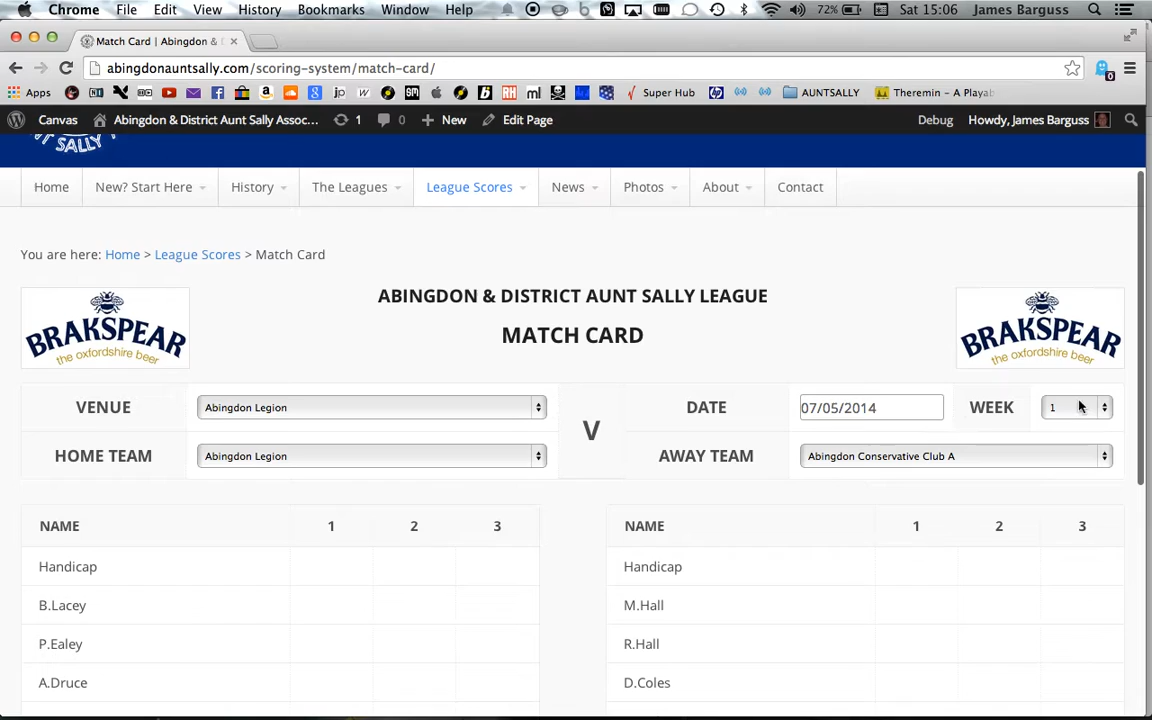 Chrome File Edit View History Bookmarks Window Help 72% Sat 15:06 James Barguss
Match Card | Abingdon &
abingdonauntsally.com/scoring-system/match-card/ 0
Apps Super Hub AUNTSALLY Theremin - A Playab
Canvas Abingdon & District Aunt Sally Assoc... 1 0 New Edit Page Debug Howdy, James Barguss
NT SALLY
Home New? Start Here History The Leagues League Scores News Photos About Contact
You are here: Home > League Scores > Match Card
BRAKSPEAR
the oxfordshire beer
ABINGDON & DISTRICT AUNT SALLY LEAGUE
MATCH CARD
BRAKSPEAR
the oxfordshire beer
VENUE Abingdon Legion V DATE 07/05/2014 WEEK 1
HOME TEAM Abingdon Legion AWAY TEAM Abingdon Conservative Club A
NAME 1 2 3 NAME 1 2 3
Handicap Handicap
B.Lacey M.Hall
P.Ealey R.Hall
A.Druce D.Coles